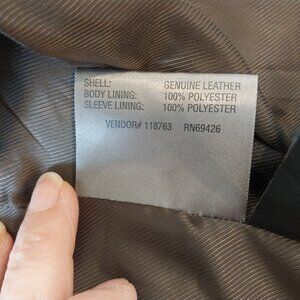 SHELL: GENUINE LEATHER
BODY LINING: 100% POLYESTER
SLEEVE LINING: 100% POLYESTER
VENDOR# 118763 RN69426